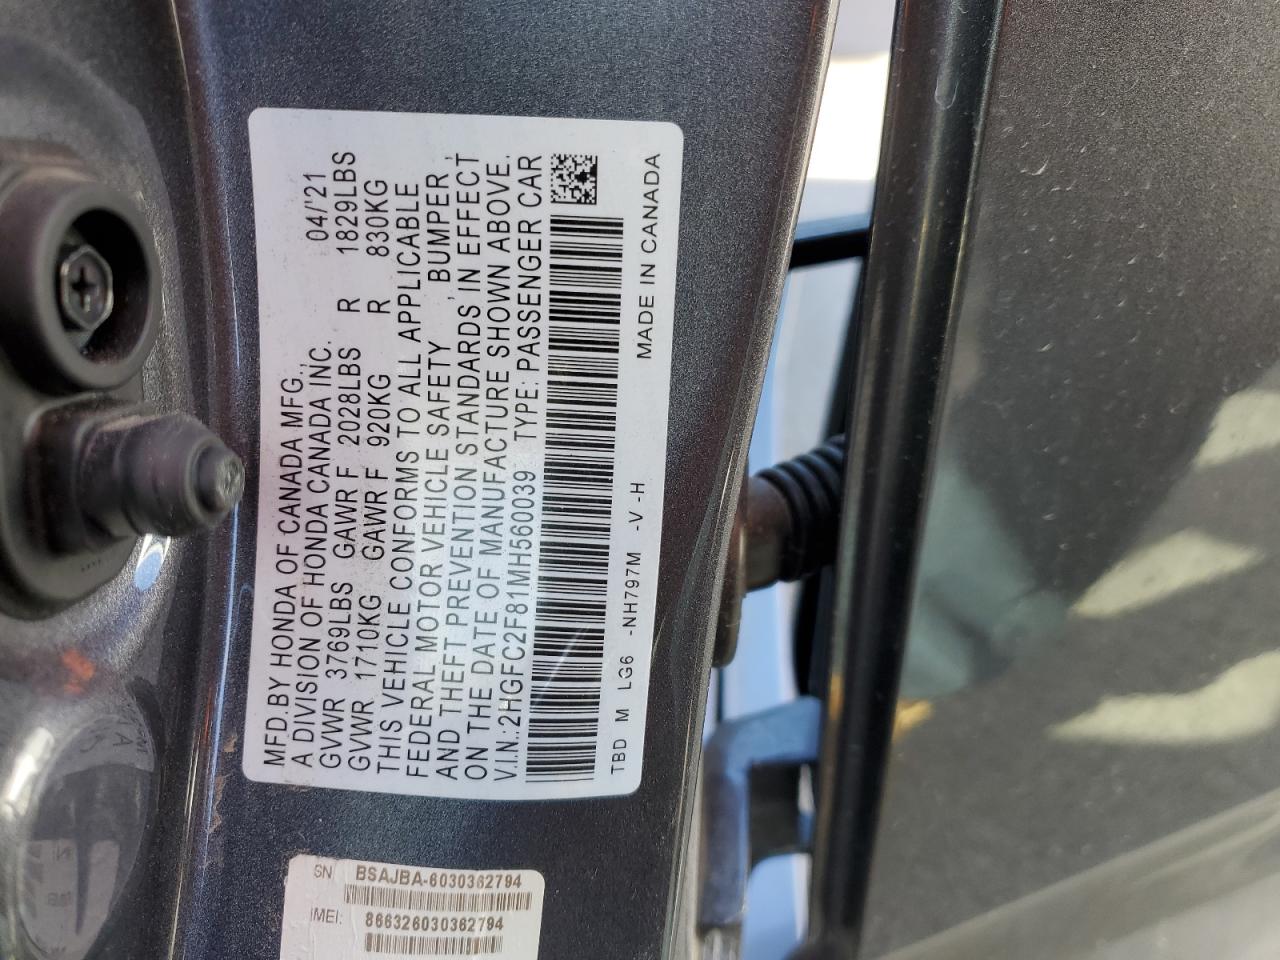 MFD.BY HONDA OF CANADA MFG.,
A DIVISION OF HONDA CANADA INC. 04/'21
GVWR 3769LBS GAWR F 2028LBS R 1829LBS
GVWR 1710KG GAWR F 920KG R 830KG
THIS VEHICLE CONFORMS TO ALL APPLICABLE
FEDERAL MOTOR VEHICLE SAFETY , BUMPER ,
AND THEFT PREVENTION STANDARDS, IN EFFECT
ON THE DATE OF MANUFACTURE SHOWN ABOVE.
V.I.N.:2HGFC2F81MH560039 TYPE: PASSENGER CAR
TBD M LG6 -NH797M -V -H MADE IN CANADA
SN BSAJBA-6030362794
IMEI: 866326030362794